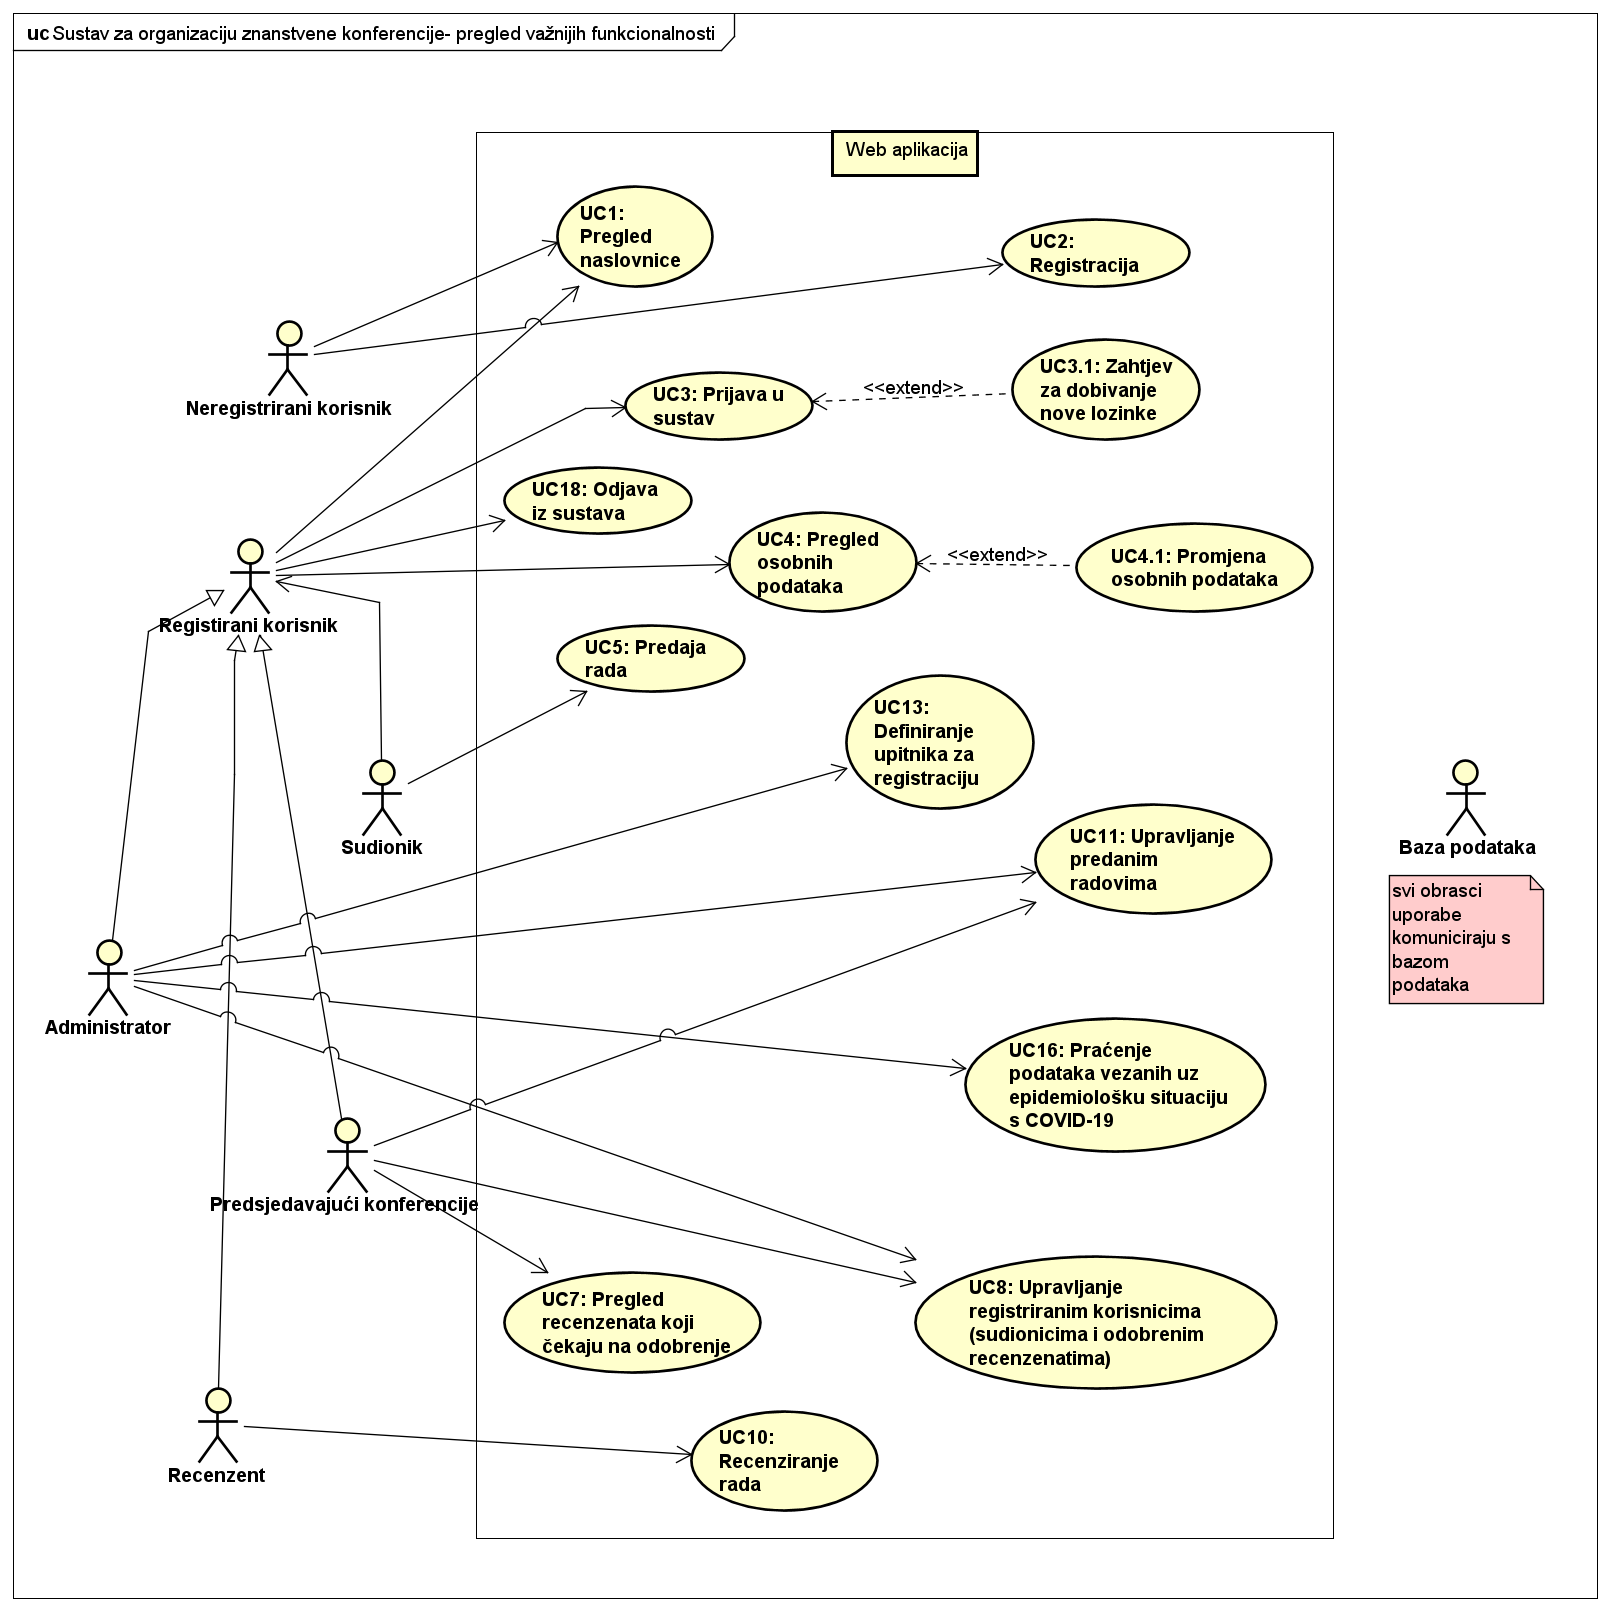 uc Sustav za organizaciju znanstvene konferencije- pregled važnijih funkcionalnosti
Web aplikacija
UC1:
Pregled
naslovnice
UC2:
Registracija
Neregistrirani korisnik
UC3: Prijava u
sustav
<<extend>>
UC3.1: Zahtjev
za dobivanje
nove lozinke
UC18: Odjava
iz sustava
UC4: Pregled
osobnih
podataka
<<extend>>
UC4.1: Promjena
osobnih podataka
Registirani korisnik
UC5: Predaja
rada
UC13:
Definiranje
upitnika za
registraciju
Sudionik
UC11: Upravljanje
predanim
radovima
Baza podataka
svi obrasci
uporabe
komuniciraju s
bazom
podataka
Administrator
UC16: Praćenje
podataka vezanih uz
epidemiološku situaciju
s COVID-19
Predsjedavajući konferencije
UC7: Pregled
recenzenata koji
čekaju na odobrenje
UC8: Upravljanje
registriranim korisnicima
(sudionicima i odobrenim
recenzenatima)
Recenzent
UC10:
Recenziranje
rada